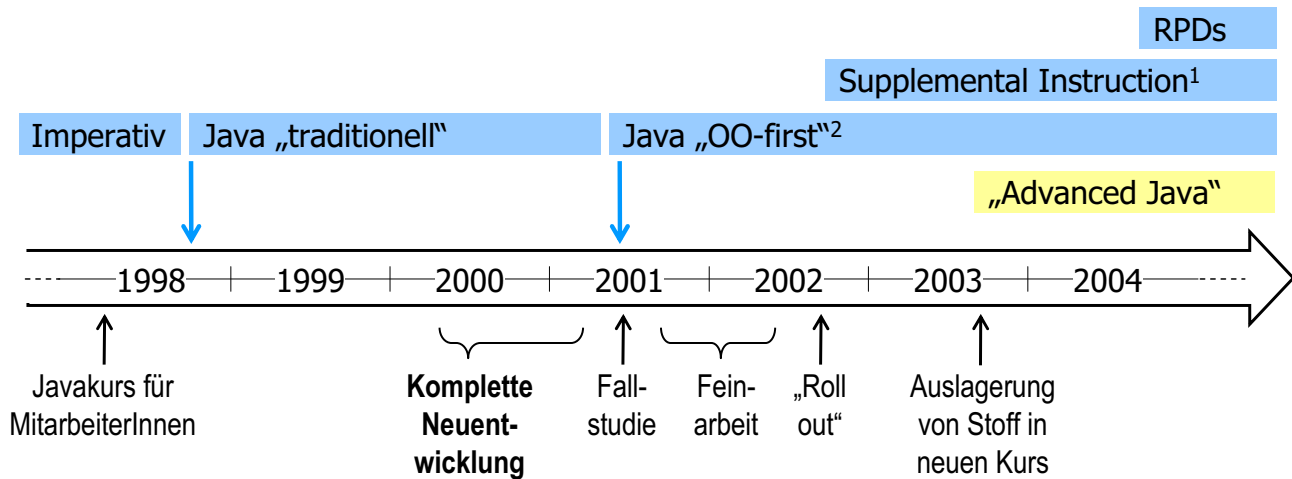 RPDs
Supplemental Instruction¹
Imperativ
Java „traditionell“
Java „OO-first“²
„Advanced Java“
1998
1999
2000
2001
2002
2003
2004
Javakurs für
MitarbeiterInnen
Komplette
Neuent-
wicklung
Fall-
studie
Fein-
arbeit
„Roll
out“
Auslagerung
von Stoff in
neuen Kurs